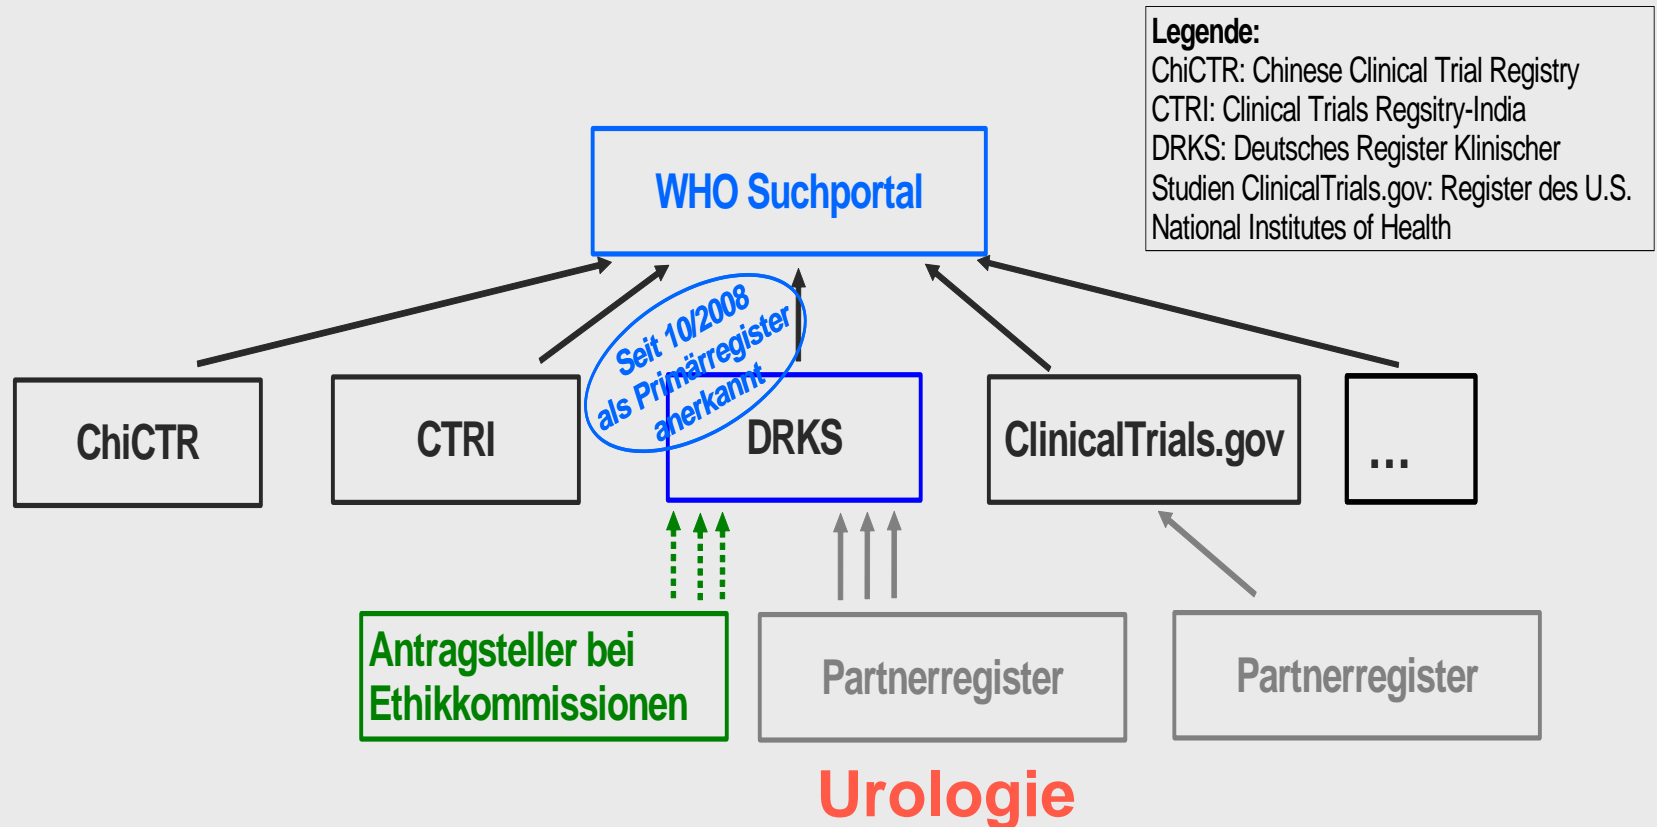 Legende:
ChiCTR: Chinese Clinical Trial Registry
CTRI: Clinical Trials Regsitry-India
DRKS: Deutsches Register Klinischer
Studien ClinicalTrials.gov: Register des U.S.
National Institutes of Health
WHO Suchportal
Seit 10/2008
als Primärregister
anerkannt
ChiCTR
CTRI
DRKS
ClinicalTrials.gov
...
Antragsteller bei
Ethikkommissionen
Partnerregister
Partnerregister
Urologie